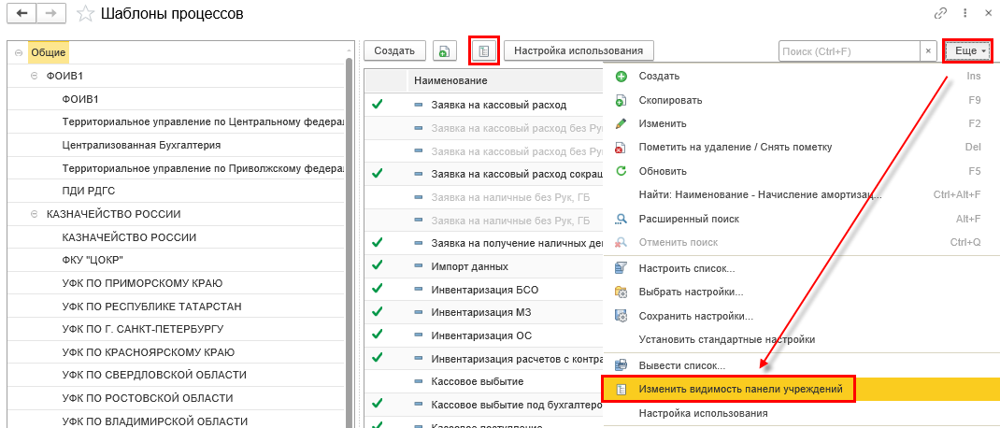 Шаблоны процессов
Создать
Настройка использования
Поиск (Ctrl+F)
×
Еще
Общие
ФОИВ1
ФОИВ1
Территориальное управление по Центральному федерал
Централизованная Бухгалтерия
Территориальное управление по Приволжскому федерал
ПДИ РДГС
КАЗНАЧЕЙСТВО РОССИИ
КАЗНАЧЕЙСТВО РОССИИ
ФКУ "ЦОКР"
УФК ПО ПРИМОРСКОМУ КРАЮ
УФК ПО РЕСПУБЛИКЕ ТАТАРСТАН
УФК ПО Г. САНКТ-ПЕТЕРБУРГУ
УФК ПО КРАСНОЯРСКОМУ КРАЮ
УФК ПО СВЕРДЛОВСКОЙ ОБЛАСТИ
УФК ПО РОСТОВСКОЙ ОБЛАСТИ
УФК ПО ВЛАДИМИРСКОЙ ОБЛАСТИ
Наименование
Заявка на кассовый расход
Заявка на кассовый расход без Рук
Заявка на кассовый расход без Рук
Заявка на кассовый расход сокращ
Заявка на наличные без Рук, ГБ
Заявка на наличные без Рук, ГБ
Заявка на получение наличных ден
Импорт данных
Инвентаризация БСО
Инвентаризация МЗ
Инвентаризация ОС
Инвентаризация расчетов с контра
Кассовое выбытие
Кассовое выбытие под бухгалтеро
Кассовое поступление
Создать Ins
Скопировать F9
Изменить F2
Пометить на удаление / Снять пометку Del
Обновить F5
Найти: Наименование - Начисление амортизац... Ctrl+Alt+F
Расширенный поиск Alt+F
Отменить поиск Ctrl+Q
Настроить список...
Выбрать настройки...
Сохранить настройки...
Установить стандартные настройки
Вывести список...
Изменить видимость панели учреждений
Настройка использования